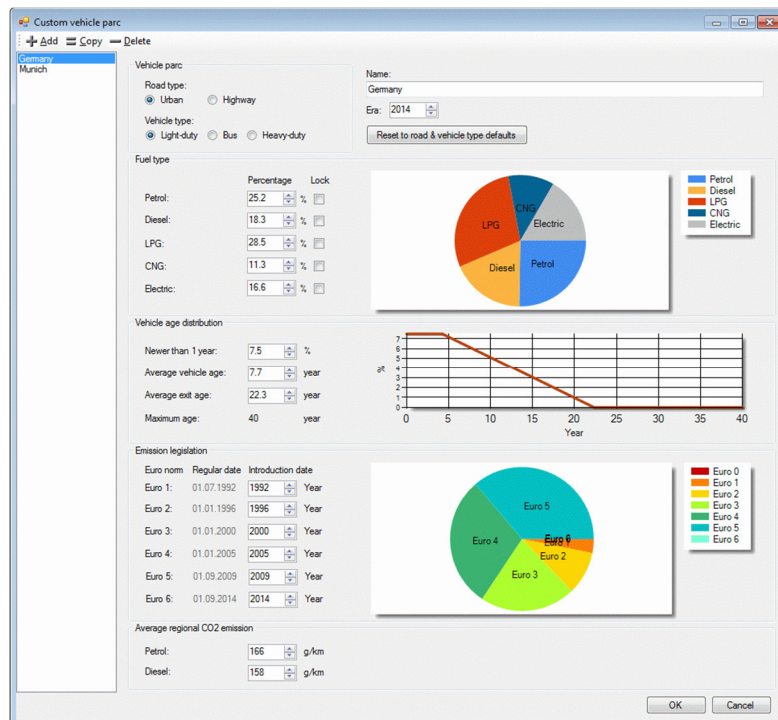 Custom vehicle parc
Add Copy Delete
Germany
Munich
Vehicle parc
Road type:
Urban Highway
Vehicle type:
Light-duty Bus Heavy-duty
Name:
Germany
Era: 2014
Reset to road & vehicle type defaults
Fuel type
Percentage Lock
Petrol: 25.2 %
Diesel: 18.3 %
LPG: 28.5 %
CNG: 11.3 %
Electric: 16.6 %
CNG
LPG
Electric
Diesel
Petrol
Petrol
Diesel
LPG
CNG
Electric
Vehicle age distribution
Newer than 1 year: 7.5 %
Average vehicle age: 7.7 year
Average exit age: 22.3 year
Maximum age: 40 year
%
7
6
5
4
3
2
1
0
0 5 10 15 20 25 30 35 40
Year
Emission legislation
Euro norm Regular date Introduction date
Euro 1: 01.07.1992 1992 Year
Euro 2: 01.01.1996 1996 Year
Euro 3: 01.01.2000 2000 Year
Euro 4: 01.01.2005 2005 Year
Euro 5: 01.09.2009 2009 Year
Euro 6: 01.09.2014 2014 Year
Euro 5
Euro 4
Euro 6
Euro 1
Euro 2
Euro 3
Euro 0
Euro 1
Euro 2
Euro 3
Euro 4
Euro 5
Euro 6
Average regional CO2 emission
Petrol: 166 g/km
Diesel: 158 g/km
OK Cancel